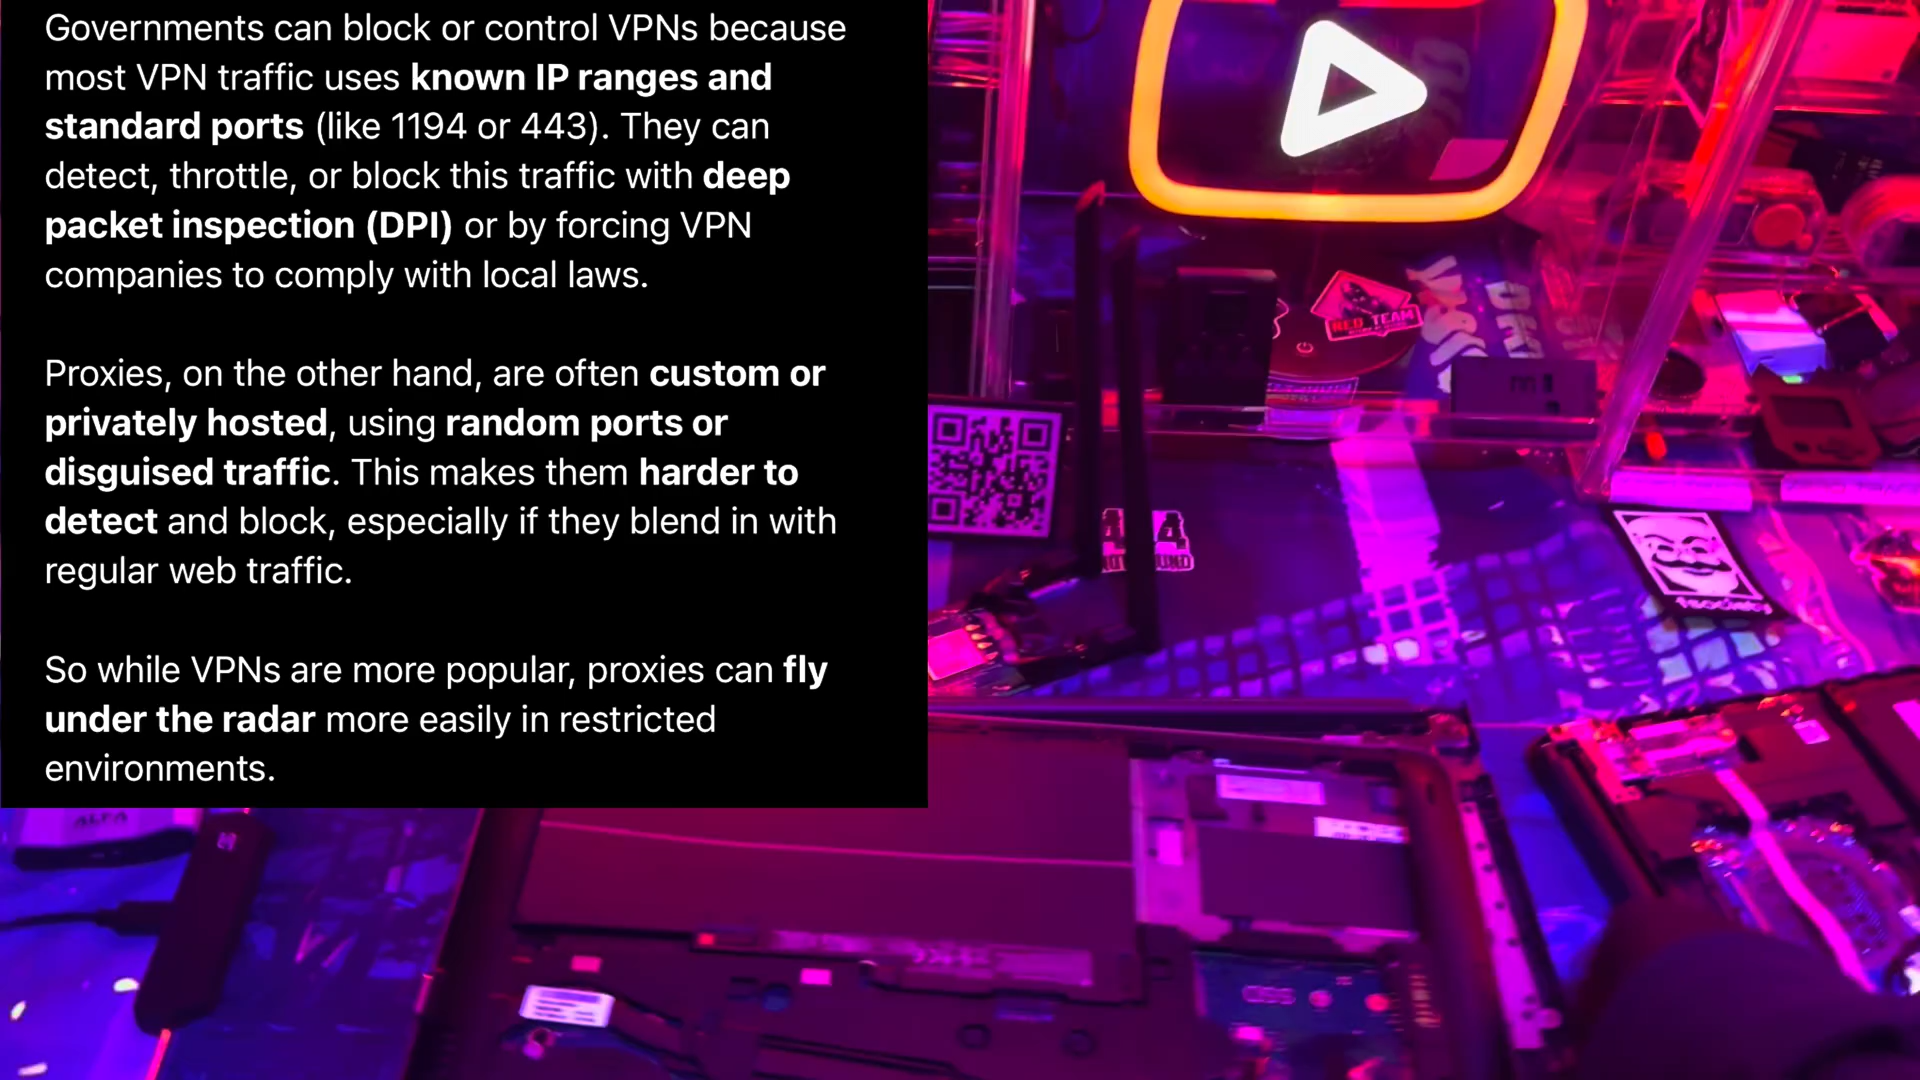 Governments can block or control VPNs because
most VPN traffic uses known IP ranges and
standard ports (like 1194 or 443). They can
detect, throttle, or block this traffic with deep
packet inspection (DPI) or by forcing VPN
companies to comply with local laws.
Proxies, on the other hand, are often custom or
privately hosted, using random ports or
disguised traffic. This makes them harder to
detect and block, especially if they blend in with
regular web traffic.
So while VPNs are more popular, proxies can fly
under the radar more easily in restricted
environments.
RED TEAM
ALFA